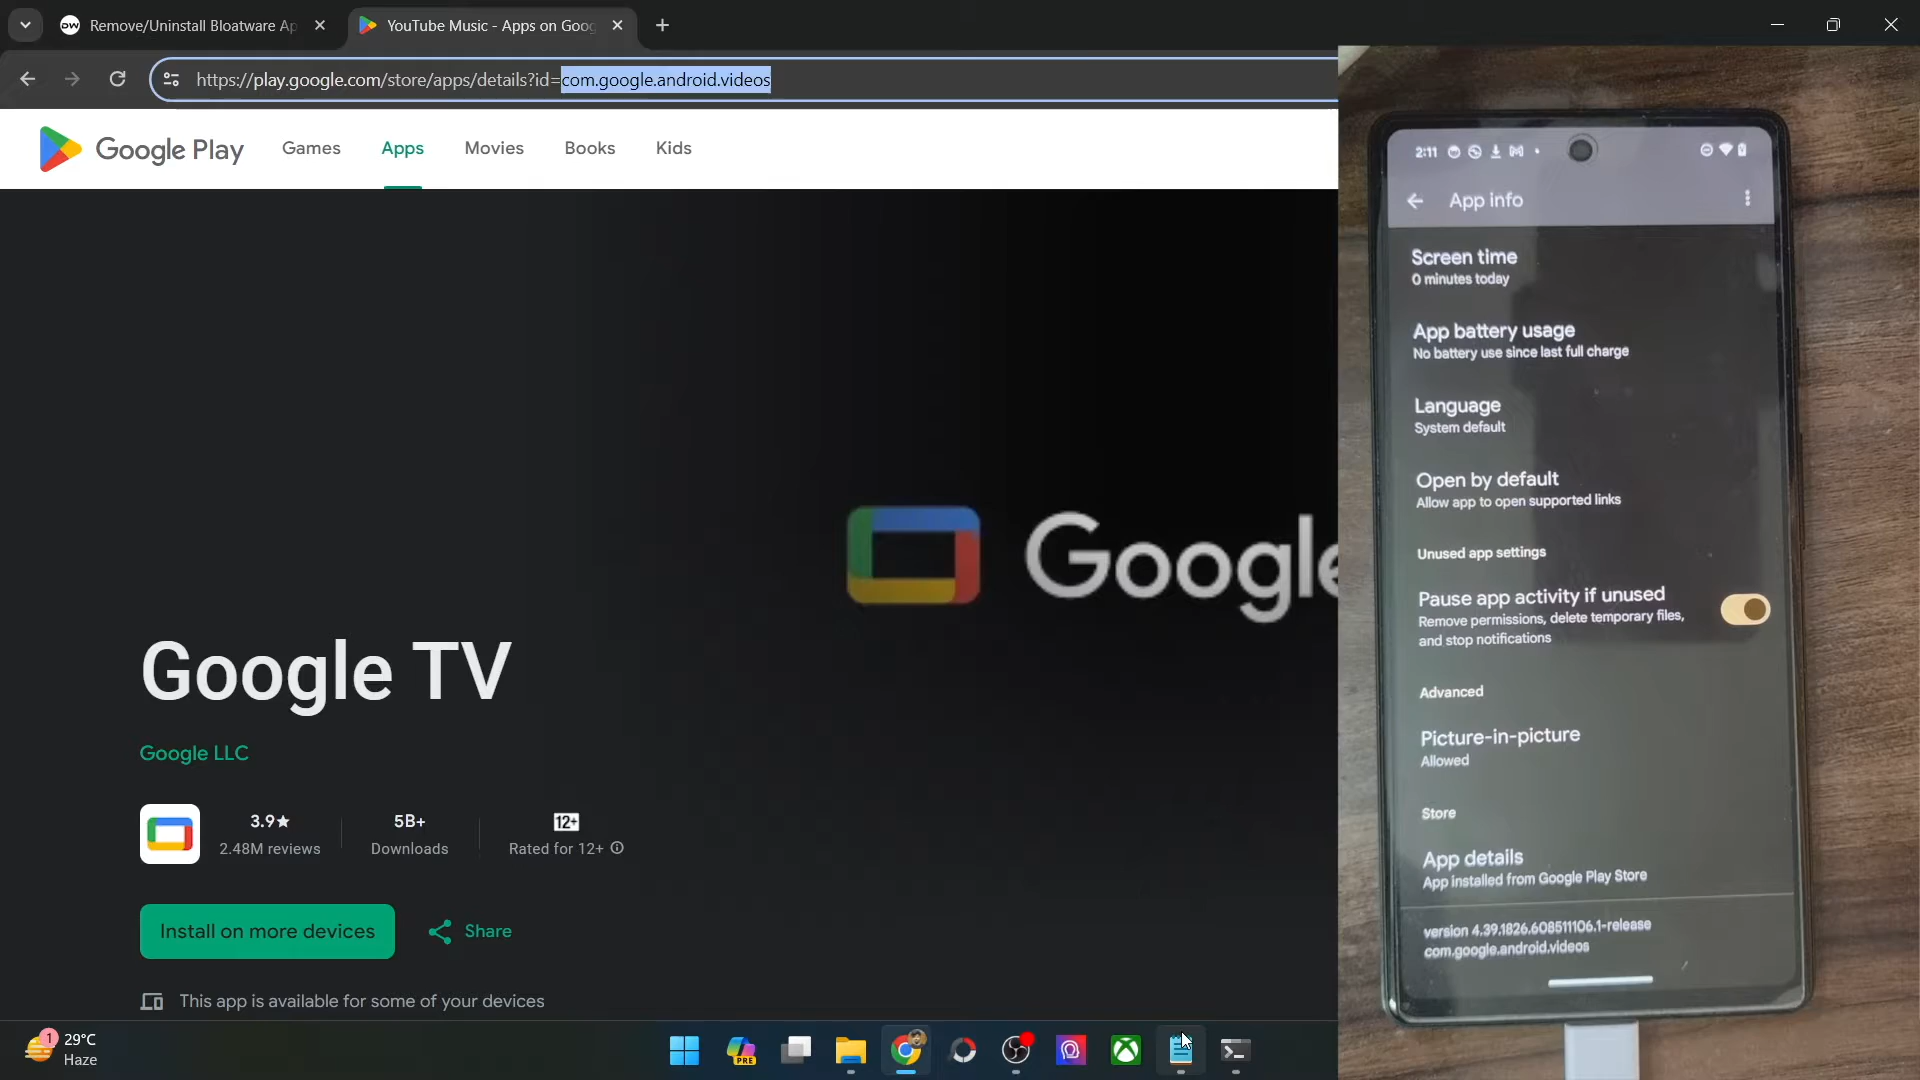 Remove/Uninstall Bloatware Ap
YouTube Music - Apps on Goog
https://play.google.com/store/apps/details?id=com.google.android.videos
Google Play
Games
Apps
Movies
Books
Kids
Google
Google TV
Google LLC
3.9★
2.48M reviews
5B+
Downloads
12+
Rated for 12+
Install on more devices
Share
This app is available for some of your devices
1
29°C
Haze
PRE
2:11
App info
Screen time
0 minutes today
App battery usage
No battery use since last full charge
Language
System default
Open by default
Allow app to open supported links
Unused app settings
Pause app activity if unused
Remove permissions, delete temporary files,
and stop notifications
Advanced
Picture-in-picture
Allowed
Store
App details
App installed from Google Play Store
version 4.39.1826.608511106.1-release
com.google.android.videos